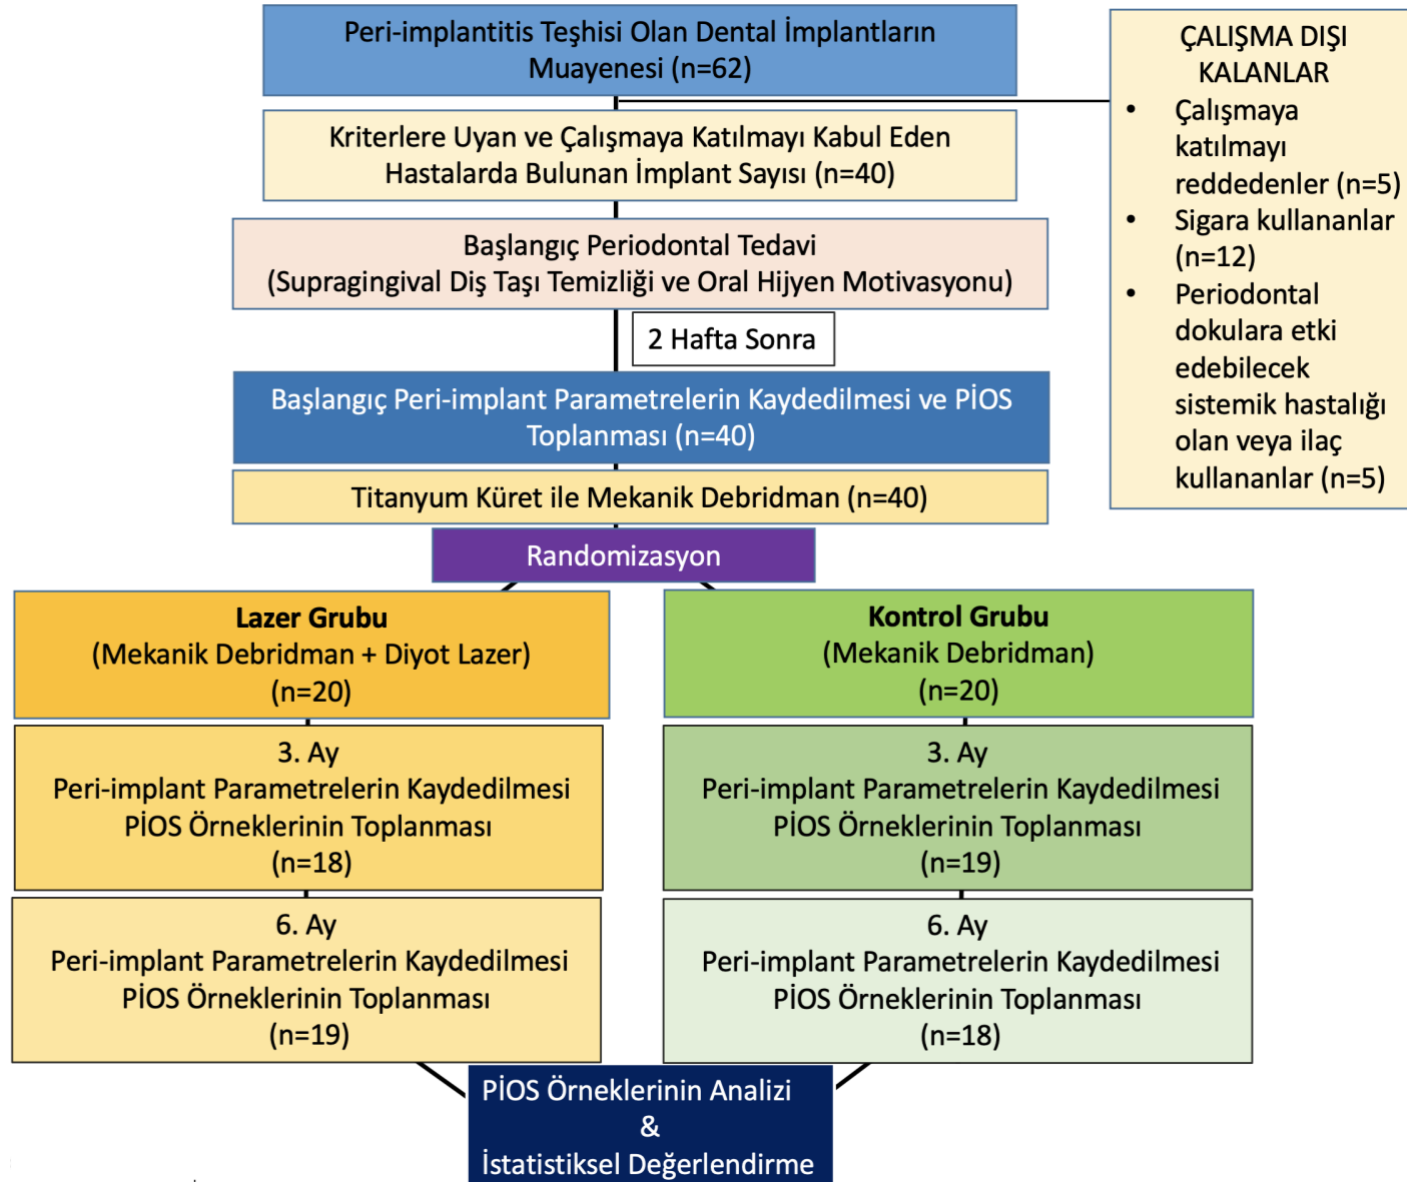 Peri-implantitis Teşhisi Olan Dental İmplantların
Muayenesi (n=62)
Kriterlere Uyan ve Çalışmaya Katılmayı Kabul Eden
Hastalarda Bulunan İmplant Sayısı (n=40)
Başlangıç Periodontal Tedavi
(Supragingival Diş Taşı Temizliği ve Oral Hijyen Motivasyonu)
2 Hafta Sonra
Başlangıç Peri-implant Parametrelerin Kaydedilmesi ve PİOS
Toplanması (n=40)
Titanyum Küret ile Mekanik Debridman (n=40)
Randomizasyon
ÇALIŞMA DIŞI
KALANLAR
• Çalışmaya
katılmayı
reddedenler (n=5)
• Sigara kullananlar
(n=12)
• Periodontal
dokulara etki
edebilecek
sistemik hastalığı
olan veya ilaç
kullananlar (n=5)
Lazer Grubu
(Mekanik Debridman + Diyot Lazer)
(n=20)
3. Ay
Peri-implant Parametrelerin Kaydedilmesi
PİOS Örneklerinin Toplanması
(n=18)
6. Ay
Peri-implant Parametrelerin Kaydedilmesi
PİOS Örneklerinin Toplanması
(n=19)
Kontrol Grubu
(Mekanik Debridman)
(n=20)
3. Ay
Peri-implant Parametrelerin Kaydedilmesi
PİOS Örneklerinin Toplanması
(n=19)
6. Ay
Peri-implant Parametrelerin Kaydedilmesi
PİOS Örneklerinin Toplanması
(n=18)
PİOS Örneklerinin Analizi
&
İstatistiksel Değerlendirme